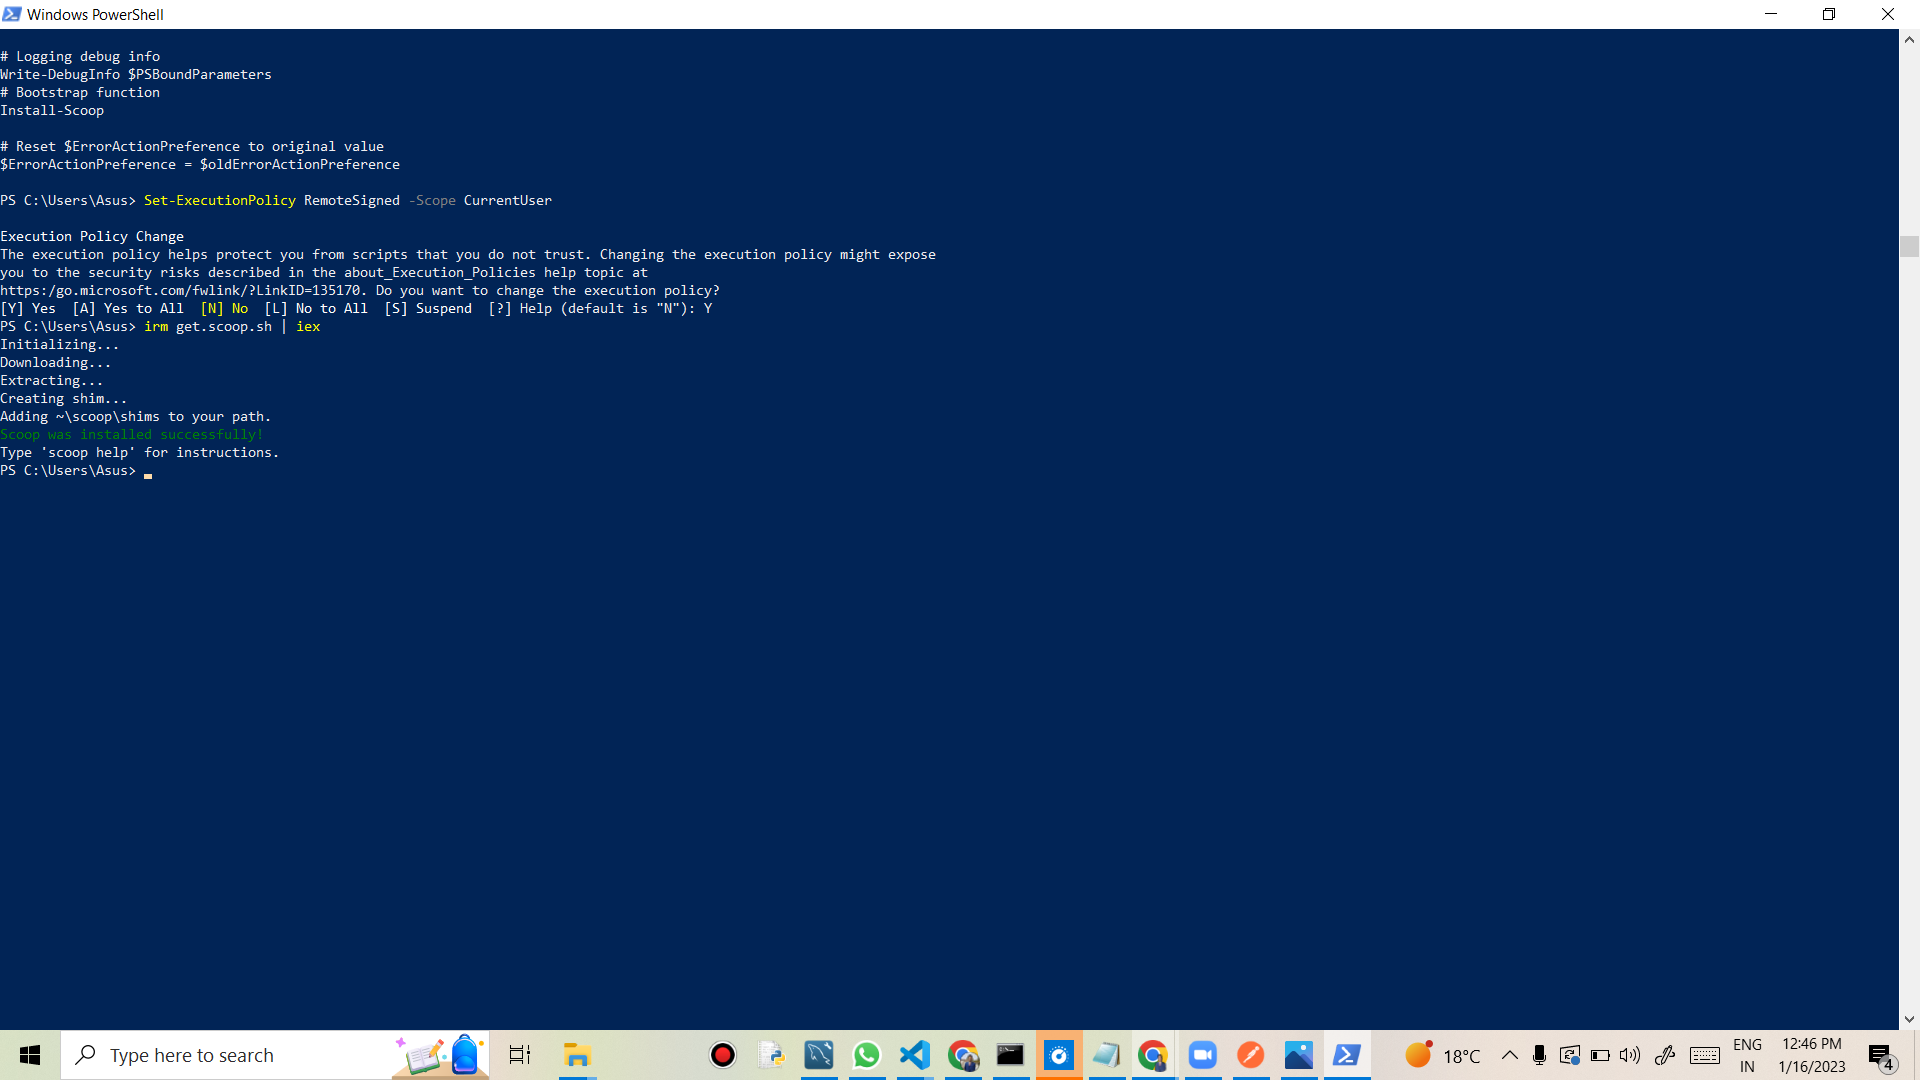 Windows PowerShell
# Logging debug info
Write-DebugInfo $PSBoundParameters
# Bootstrap function
Install-Scoop
# Reset $ErrorActionPreference to original value
$ErrorActionPreference = $oldErrorActionPreference
PS C:\Users\Asus> Set-ExecutionPolicy RemoteSigned -Scope CurrentUser
Execution Policy Change
The execution policy helps protect you from scripts that you do not trust. Changing the execution policy might expose
you to the security risks described in the about_Execution_Policies help topic at
https:/go.microsoft.com/fwlink/?LinkID=135170. Do you want to change the execution policy?
[Y] Yes  [A] Yes to All  [N] No  [L] No to All  [S] Suspend  [?] Help (default is "N"): Y
PS C:\Users\Asus> irm get.scoop.sh | iex
Initializing...
Downloading...
Extracting...
Creating shim...
Adding ~\scoop\shims to your path.
Scoop was installed successfully!
Type 'scoop help' for instructions.
PS C:\Users\Asus>
Type here to search
18°C
ENG
IN
12:46 PM
1/16/2023
4